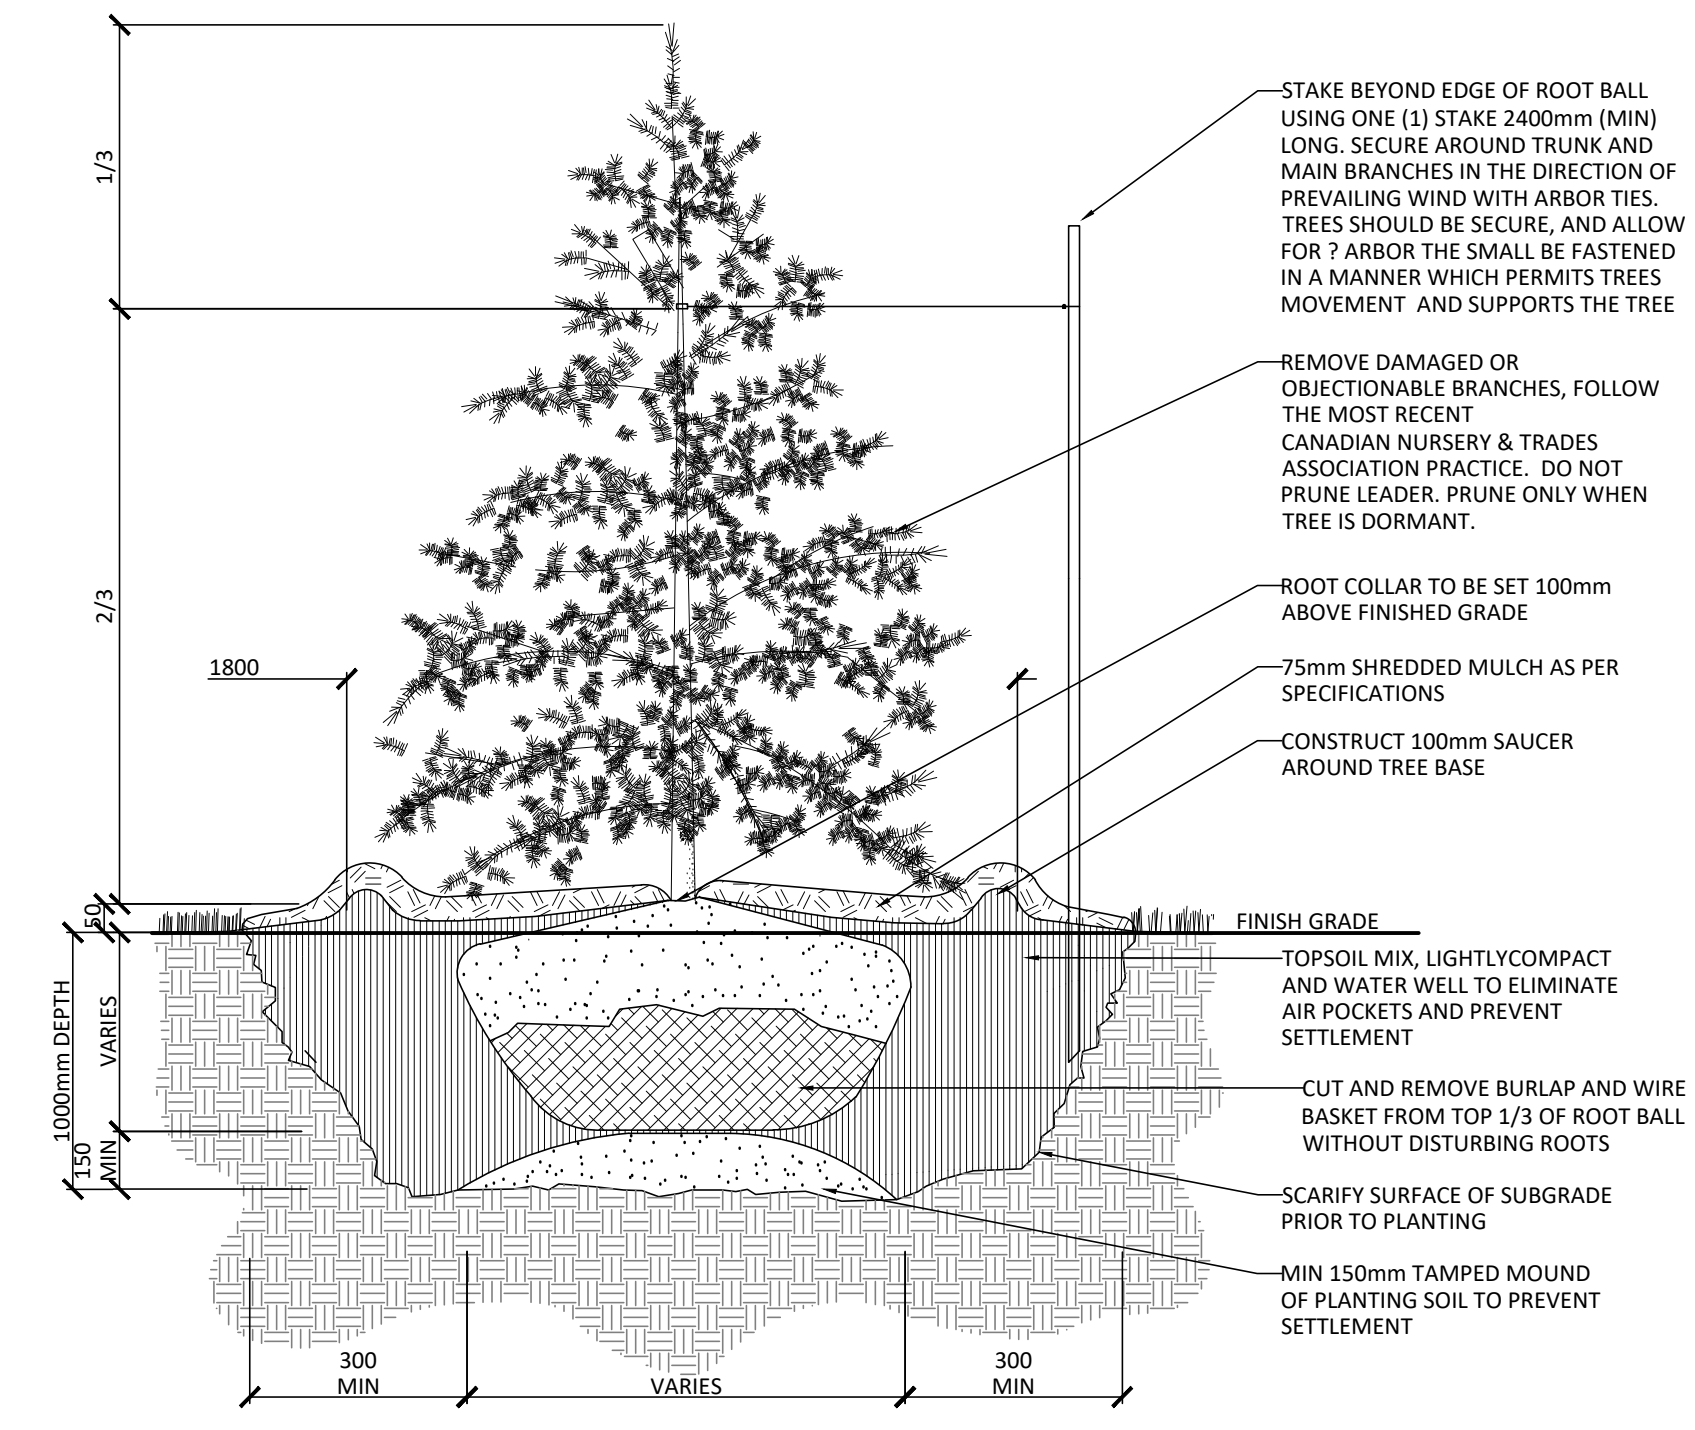 STAKE BEYOND EDGE OF ROOT BALL
USING ONE (1) STAKE 2400mm (MIN)
LONG. SECURE AROUND TRUNK AND
MAIN BRANCHES IN THE DIRECTION OF
PREVAILING WIND WITH ARBOR TIES.
TREES SHOULD BE SECURE, AND ALLOW
FOR ? ARBOR THE SMALL BE FASTENED
IN A MANNER WHICH PERMITS TREES
MOVEMENT AND SUPPORTS THE TREE
REMOVE DAMAGED OR
OBJECTIONABLE BRANCHES, FOLLOW
THE MOST RECENT
CANADIAN NURSERY & TRADES
ASSOCIATION PRACTICE. DO NOT
PRUNE LEADER. PRUNE ONLY WHEN
TREE IS DORMANT.
ROOT COLLAR TO BE SET 100mm
ABOVE FINISHED GRADE
75mm SHREDDED MULCH AS PER
SPECIFICATIONS
CONSTRUCT 100mm SAUCER
AROUND TREE BASE
FINISH GRADE
TOPSOIL MIX, LIGHTLYCOMPACT
AND WATER WELL TO ELIMINATE
AIR POCKETS AND PREVENT
SETTLEMENT
CUT AND REMOVE BURLAP AND WIRE
BASKET FROM TOP 1/3 OF ROOT BALL
WITHOUT DISTURBING ROOTS
SCARIFY SURFACE OF SUBGRADE
PRIOR TO PLANTING
MIN 150mm TAMPED MOUND
OF PLANTING SOIL TO PREVENT
SETTLEMENT
1/3
2/3
1800
50
VARIES
1000mm DEPTH
150
MIN
300
MIN
VARIES
300
MIN